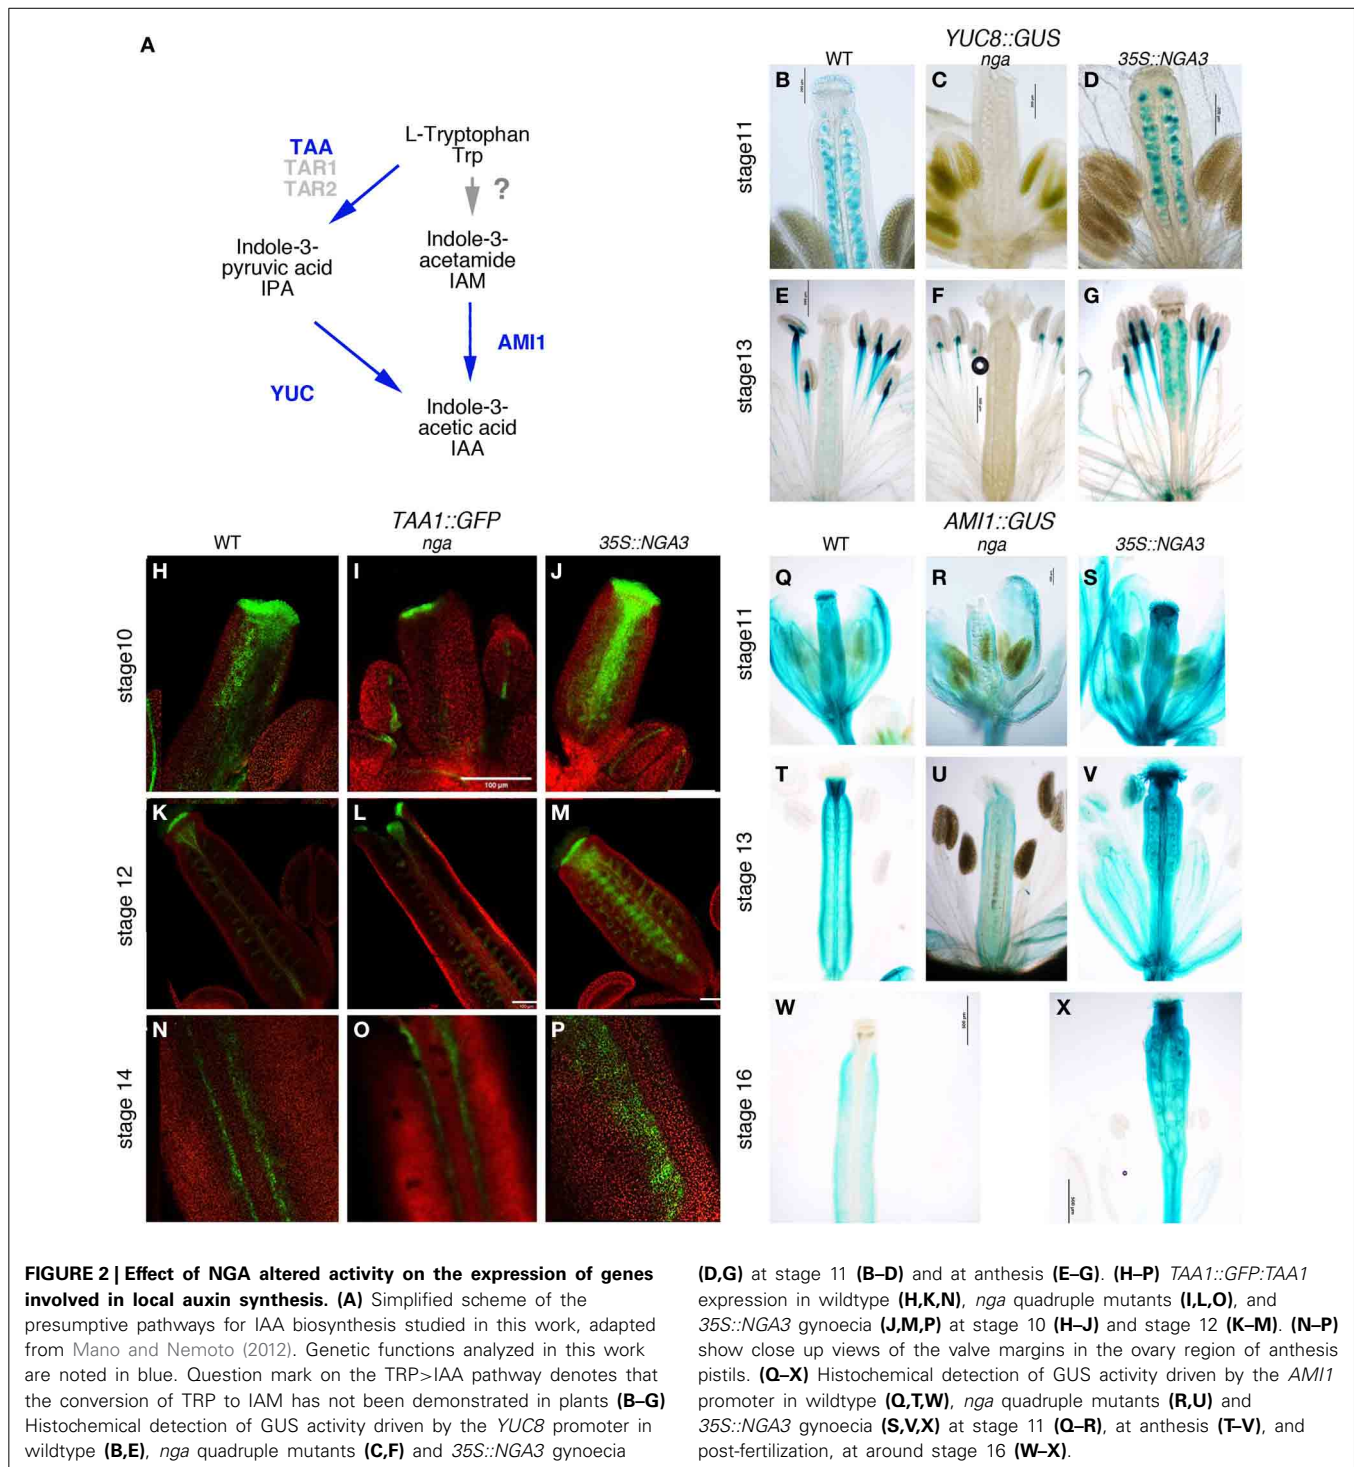 A
L-Tryptophan
Trp
TAA
TAR1
TAR2
?
Indole-3-
pyruvic acid
IPA
Indole-3-
acetamide
IAM
AMI1
YUC
Indole-3-
acetic acid
IAA
YUC8::GUS
WT nga 35S::NGA3
stage11
B C D
stage13
E F G
TAA1::GFP
WT nga 35S::NGA3
stage10
H I J
100 µm
stage 12
K L M
stage 14
N O P
AMI1::GUS
WT nga 35S::NGA3
stage11
Q R S
stage 13
T U V
stage 16
W X
FIGURE 2 | Effect of NGA altered activity on the expression of genes
involved in local auxin synthesis. (A) Simplified scheme of the
presumptive pathways for IAA biosynthesis studied in this work, adapted
from Mano and Nemoto (2012). Genetic functions analyzed in this work
are noted in blue. Question mark on the TRP>IAA pathway denotes that
the conversion of TRP to IAM has not been demonstrated in plants (B–G)
Histochemical detection of GUS activity driven by the YUC8 promoter in
wildtype (B,E), nga quadruple mutants (C,F) and 35S::NGA3 gynoecia
(D,G) at stage 11 (B–D) and at anthesis (E–G). (H–P) TAA1::GFP:TAA1
expression in wildtype (H,K,N), nga quadruple mutants (I,L,O), and
35S::NGA3 gynoecia (J,M,P) at stage 10 (H–J) and stage 12 (K–M). (N–P)
show close up views of the valve margins in the ovary region of anthesis
pistils. (Q–X) Histochemical detection of GUS activity driven by the AMI1
promoter in wildtype (Q,T,W), nga quadruple mutants (R,U) and
35S::NGA3 gynoecia (S,V,X) at stage 11 (Q–R), at anthesis (T–V), and
post-fertilization, at around stage 16 (W–X).